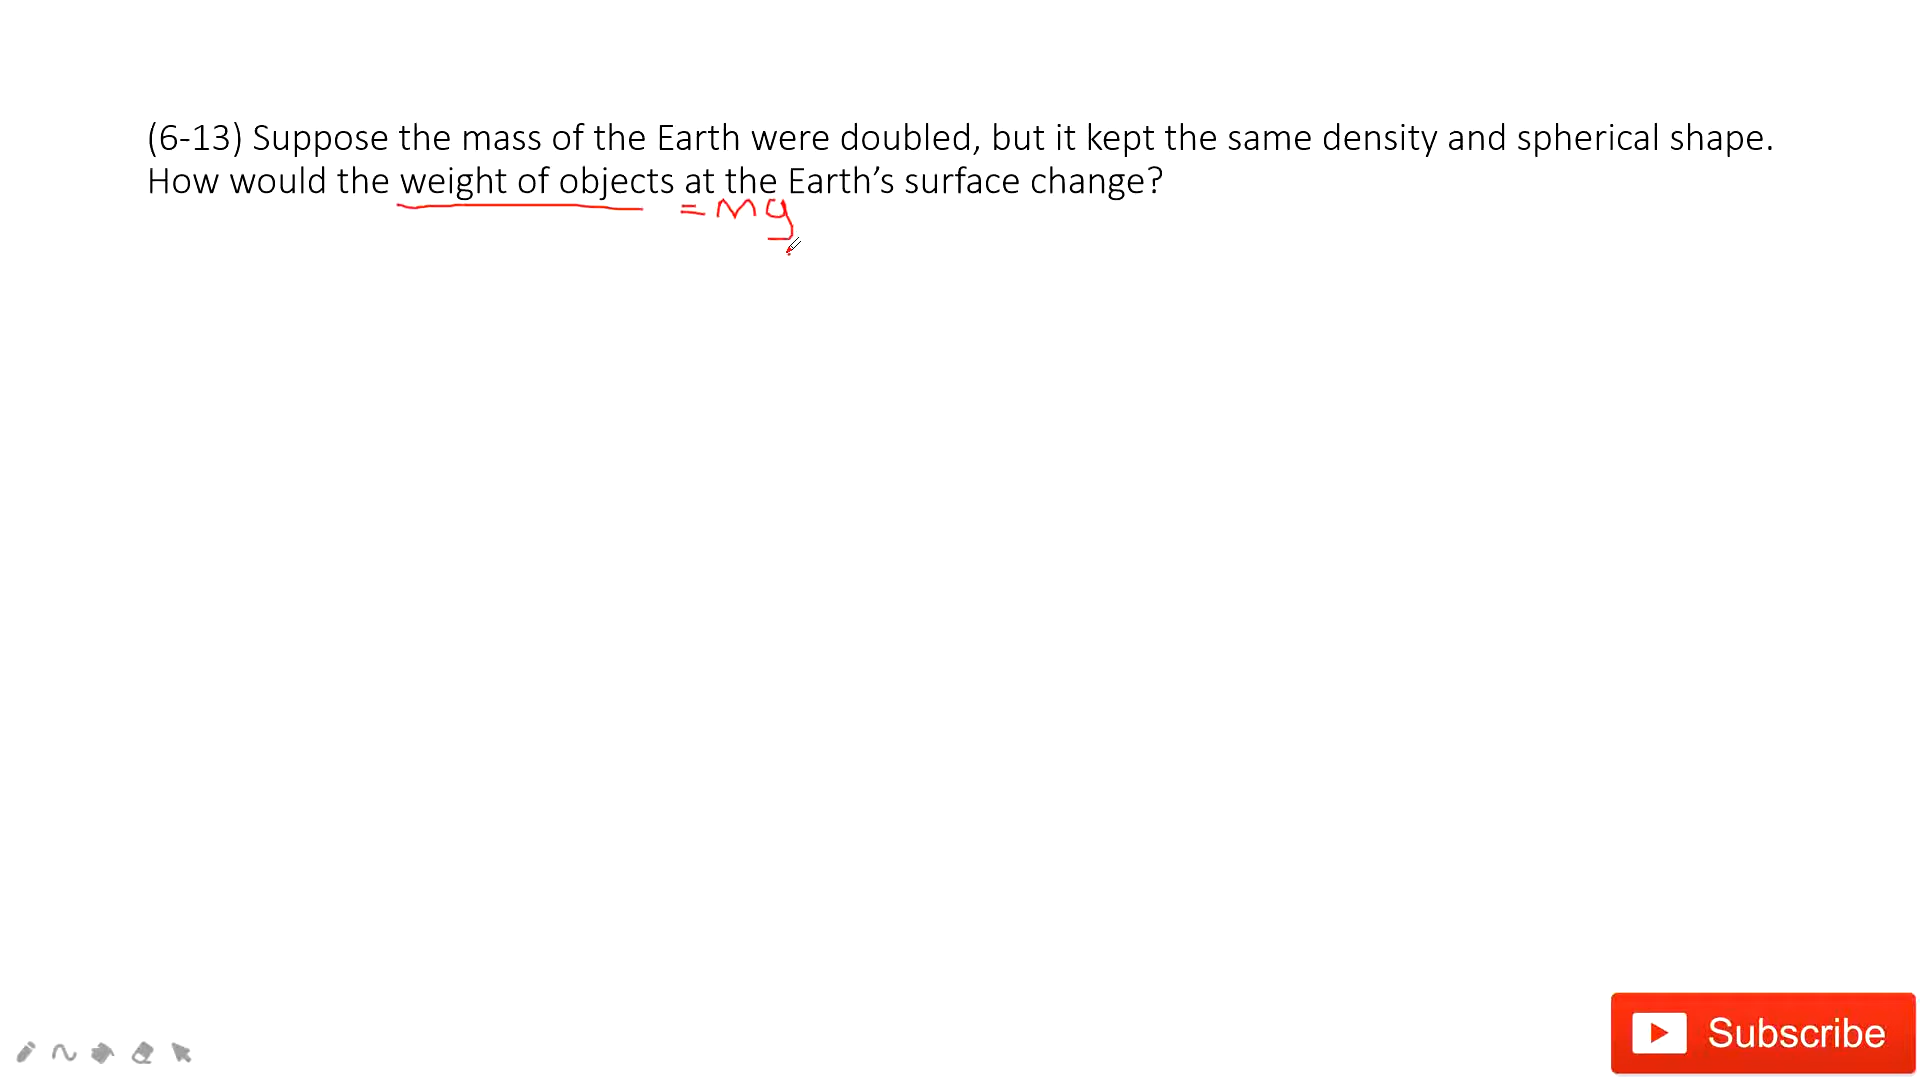 (6-13) Suppose the mass of the Earth were doubled, but it kept the same density and spherical shape.
How would the weight of objects at the Earth’s surface change?
= mg
Subscribe